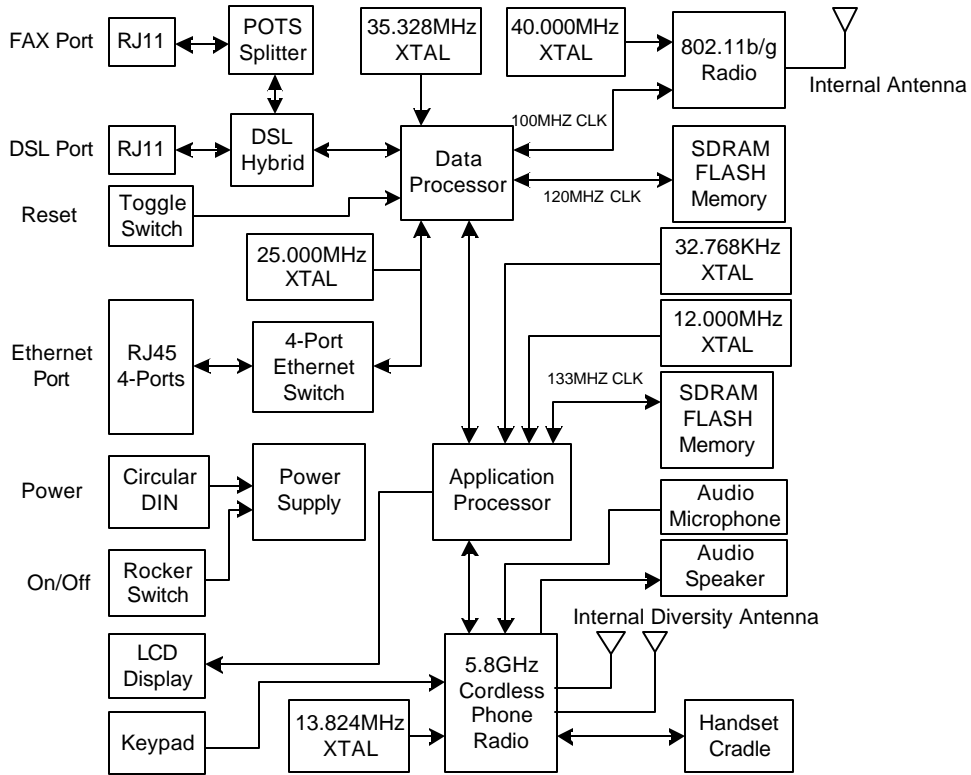 FAX Port
RJ11
POTS
Splitter
35.328MHz
XTAL
40.000MHz
XTAL
802.11b/g
Radio
Internal Antenna
DSL Port
RJ11
DSL
Hybrid
Data
Processor
100MHZ CLK
120MHZ CLK
SDRAM
FLASH
Memory
Reset
Toggle
Switch
25.000MHz
XTAL
32.768KHz
XTAL
12.000MHz
XTAL
Ethernet
Port
RJ45
4-Ports
4-Port
Ethernet
Switch
133MHZ CLK
SDRAM
FLASH
Memory
Power
Circular
DIN
Power
Supply
Application
Processor
Audio
Microphone
Audio
Speaker
On/Off
Rocker
Switch
Internal Diversity Antenna
LCD
Display
5.8GHz
Cordless
Phone
Radio
Keypad
13.824MHz
XTAL
Handset
Cradle